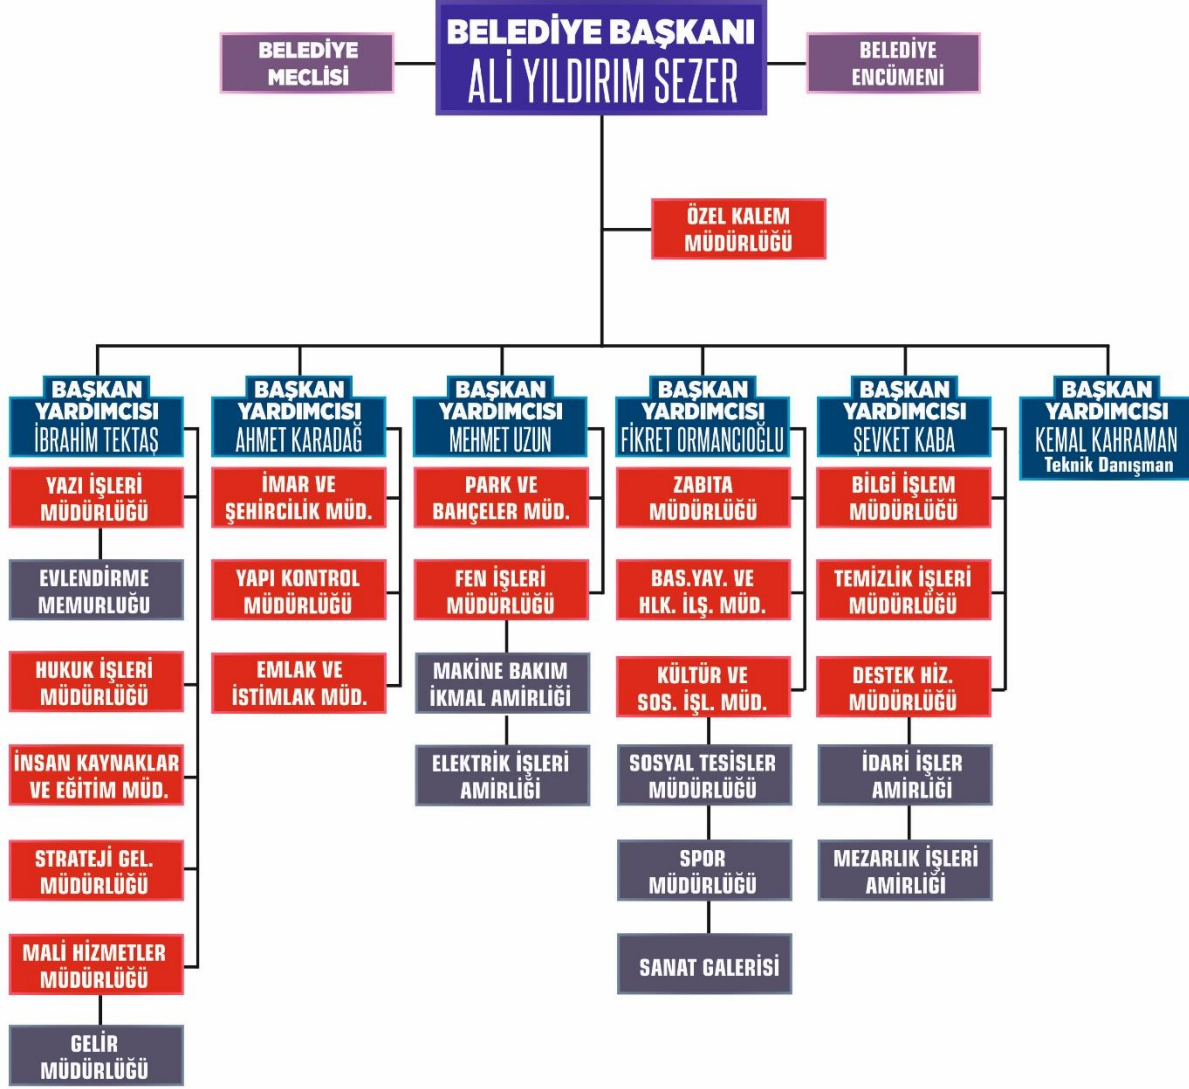 BELEDİYE
MECLİSİ
BELEDİYE BAŞKANI
ALİ YILDIRIM SEZER
BELEDİYE
ENCÜMENİ
ÖZEL KALEM
MÜDÜRLÜĞÜ
BAŞKAN
YARDIMCISI
İBRAHİM TEKTAŞ
YAZI İŞLERİ
MÜDÜRLÜĞÜ
EVLENDİRME
MEMURLUĞU
HUKUK İŞLERİ
MÜDÜRLÜĞÜ
İNSAN KAYNAKLAR
VE EĞİTİM MÜD.
STRATEJİ GEL.
MÜDÜRLÜĞÜ
MALİ HİZMETLER
MÜDÜRLÜĞÜ
GELİR
MÜDÜRLÜĞÜ
BAŞKAN
YARDIMCISI
AHMET KARADAĞ
İMAR VE
ŞEHİRCİLİK MÜD.
YAPI KONTROL
MÜDÜRLÜĞÜ
EMLAK VE
İSTİMLAK MÜD.
BAŞKAN
YARDIMCISI
MEHMET UZUN
PARK VE
BAHÇELER MÜD.
FEN İŞLERİ
MÜDÜRLÜĞÜ
MAKİNE BAKIM
İKMAL AMİRLİĞİ
ELEKTRİK İŞLERİ
AMİRLİĞİ
BAŞKAN
YARDIMCISI
FİKRET ORMANCIOĞLU
ZABITA
MÜDÜRLÜĞÜ
BAS.YAY. VE
HLK. İLŞ. MÜD.
KÜLTÜR VE
SOS. İŞL. MÜD.
SOSYAL TESİSLER
MÜDÜRLÜĞÜ
SPOR
MÜDÜRLÜĞÜ
SANAT GALERİSİ
BAŞKAN
YARDIMCISI
ŞEVKET KABA
BİLGİ İŞLEM
MÜDÜRLÜĞÜ
TEMİZLİK İŞLERİ
MÜDÜRLÜĞÜ
DESTEK HİZ.
MÜDÜRLÜĞÜ
İDARİ İŞLER
AMİRLİĞİ
MEZARLIK İŞLERİ
AMİRLİĞİ
BAŞKAN
YARDIMCISI
KEMAL KAHRAMAN
Teknik Danışman